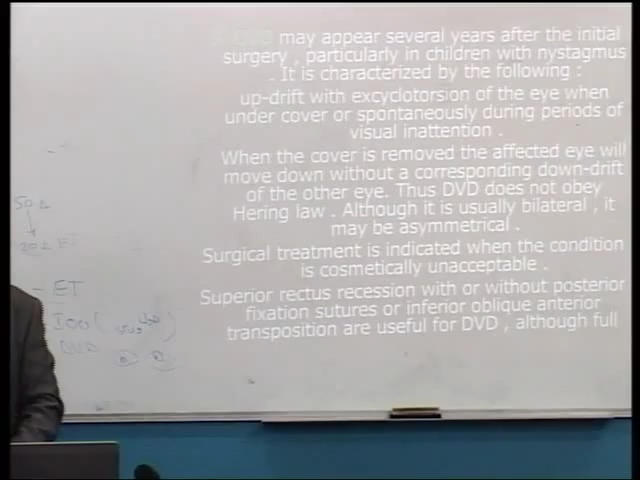 may appear several years after the initial
surgery , particularly in children with nystagmus
. It is characterized by the following :
up-drift with excyclotorsion of the eye when
under cover or spontaneously during periods of
visual inattention .
When the cover is removed the affected eye will
move down without a corresponding down-drift
of the other eye. Thus DVD does not obey
Hering law . Although it is usually bilateral , it
may be asymmetrical .
Surgical treatment is indicated when the condition
is cosmetically unacceptable .
Superior rectus recession with or without posterior
fixation sutures or inferior oblique anterior
transposition are useful for DVD , although full
50 Δ
20 Δ ET
- ET
DVD